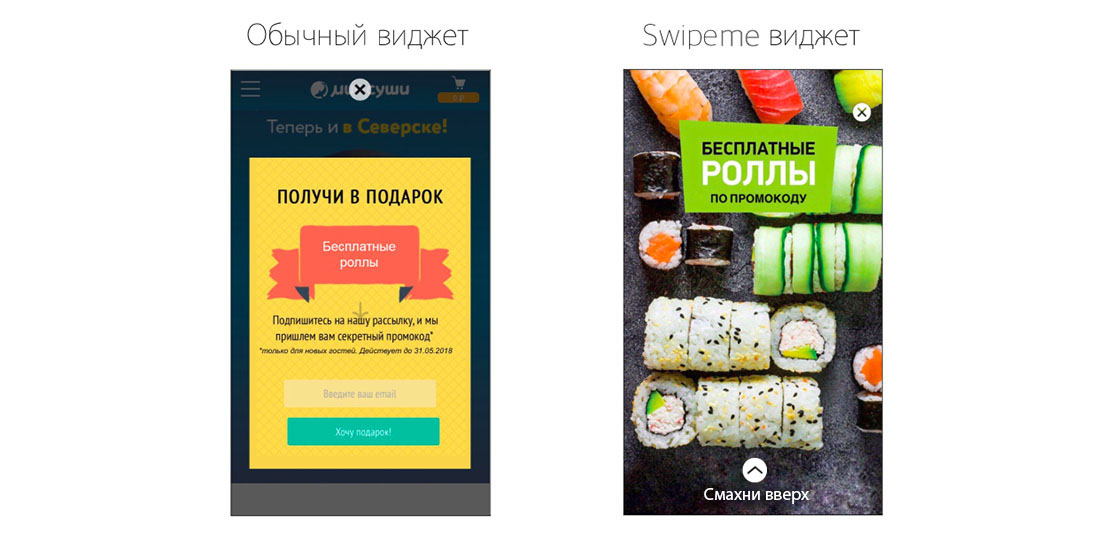 Обычный виджет
Swipeme виджет
суши
0 ₽
Теперь и в Северске!
ПОЛУЧИ В ПОДАРОК
Бесплатные
роллы
Подпишитесь на нашу рассылку, и мы
пришлем вам секретный промокод*
*только для новых гостей. Действует до 31.05.2018
Введите ваш email
Хочу подарок!
БЕСПЛАТНЫЕ
РОЛЛЫ
ПО ПРОМОКОДУ
Смахни вверх